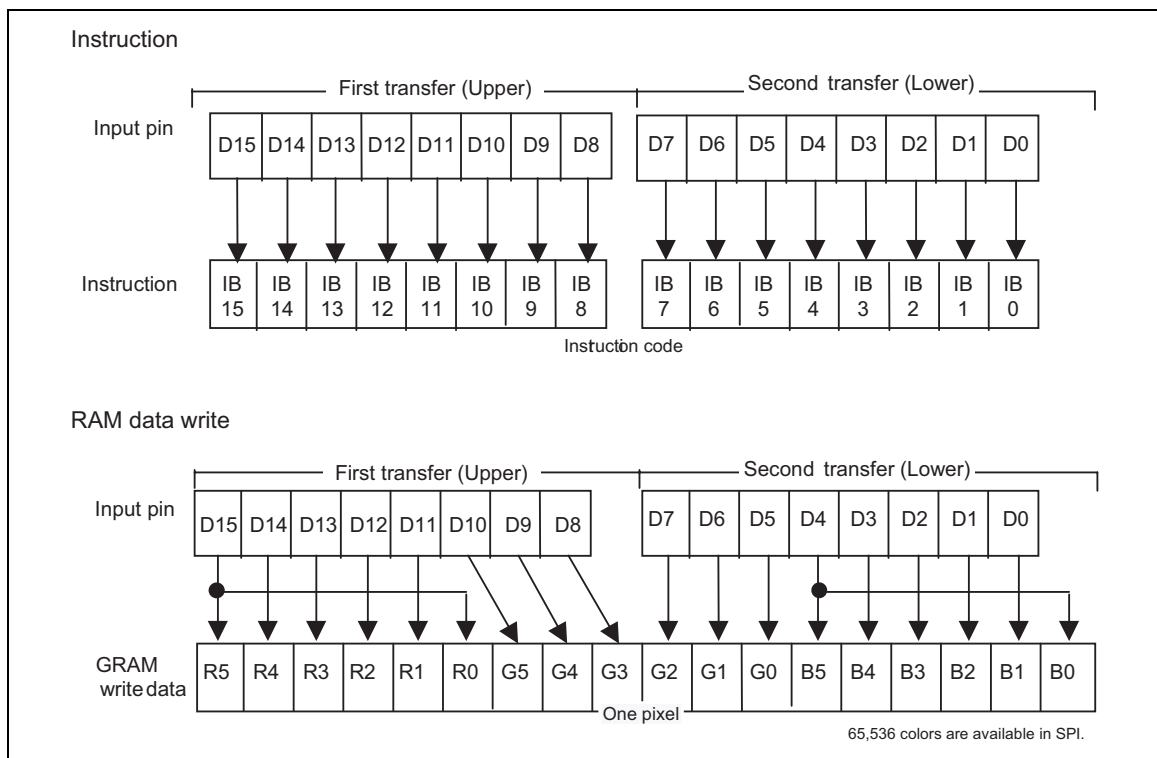 Instruction
First transfer (Upper) Second transfer (Lower)
Input pin D15 D14 D13 D12 D11 D10 D9 D8 D7 D6 D5 D4 D3 D2 D1 D0
Instruction IB 15 IB 14 IB 13 IB 12 IB 11 IB 10 IB 9 IB 8 IB 7 IB 6 IB 5 IB 4 IB 3 IB 2 IB 1 IB 0
Instruction code
RAM data write
First transfer (Upper) Second transfer (Lower)
Input pin D15 D14 D13 D12 D11 D10 D9 D8 D7 D6 D5 D4 D3 D2 D1 D0
GRAM write data R5 R4 R3 R2 R1 R0 G5 G4 G3 G2 G1 G0 B5 B4 B3 B2 B1 B0
One pixel
65,536 colors are available in SPI.